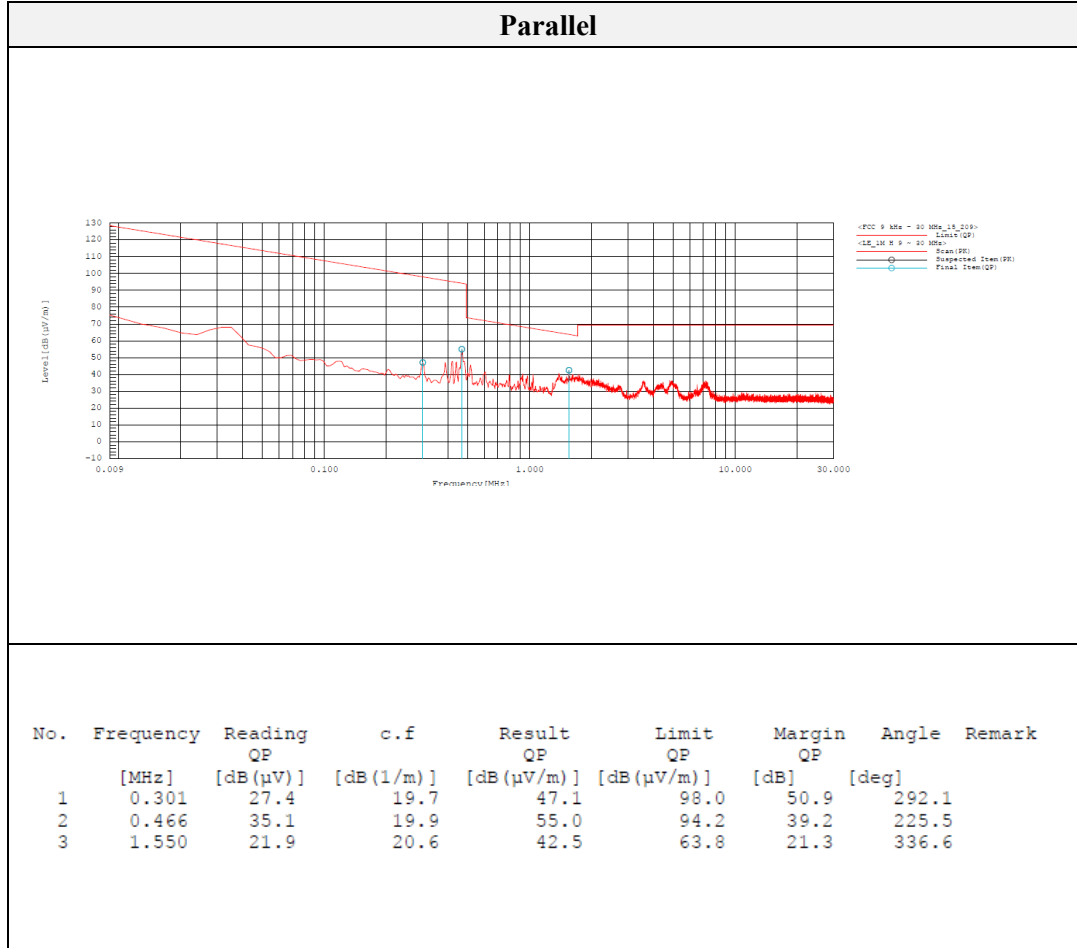 Parallel
<FCC 9 kHz - 30 MHz_15_209>
Limit(QP)
<LE_1M H 9 - 30 MHz>
Scan(PK)
Suspected Item(PK)
Final Item(QP)
Level[dB(μV/m)]
130
120
110
100
90
80
70
60
50
40
30
20
10
0
-10
0.009 0.100 1.000 10.000 30.000
Frequency[MHz]
No. Frequency Reading c.f Result Limit Margin Angle Remark
QP QP QP QP
[MHz] [dB(μV)] [dB(1/m)] [dB(μV/m)] [dB(μV/m)] [dB] [deg]
1 0.301 27.4 19.7 47.1 98.0 50.9 292.1
2 0.466 35.1 19.9 55.0 94.2 39.2 225.5
3 1.550 21.9 20.6 42.5 63.8 21.3 336.6